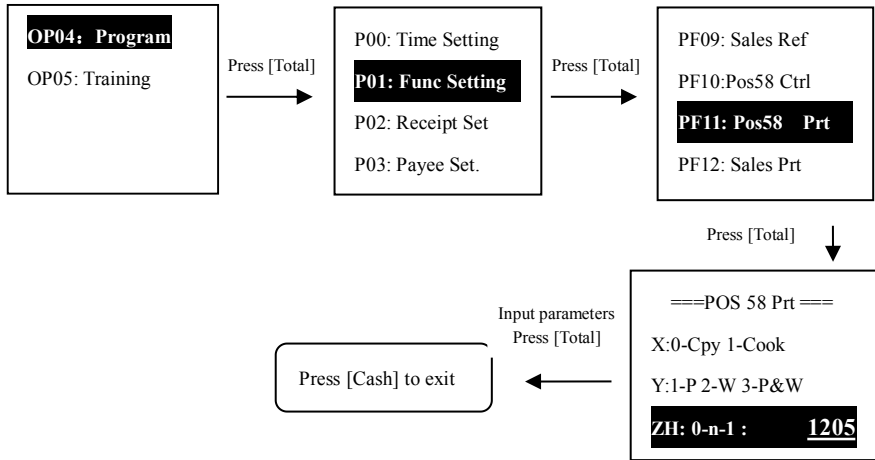 OP04: Program
OP05: Training
Press [Total]
P00: Time Setting
P01: Func Setting
P02: Receipt Set
P03: Payee Set.
Press [Total]
PF09: Sales Ref
PF10:Pos58 Ctrl
PF11: Pos58 Prt
PF12: Sales Prt
Press [Total]
===POS 58 Prt ===
X:0-Cpy 1-Cook
Y:1-P 2-W 3-P&W
ZH: 0-n-1 : 1205
Input parameters
Press [Total]
Press [Cash] to exit